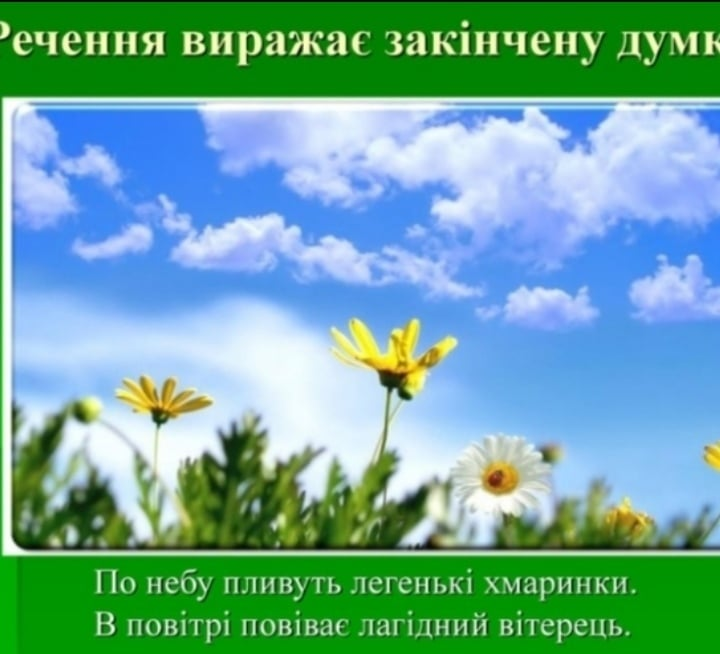 Речення виражає закінчену думк
По небу пливуть легенькі хмаринки.
В повітрі повіває лагідний вітерець.